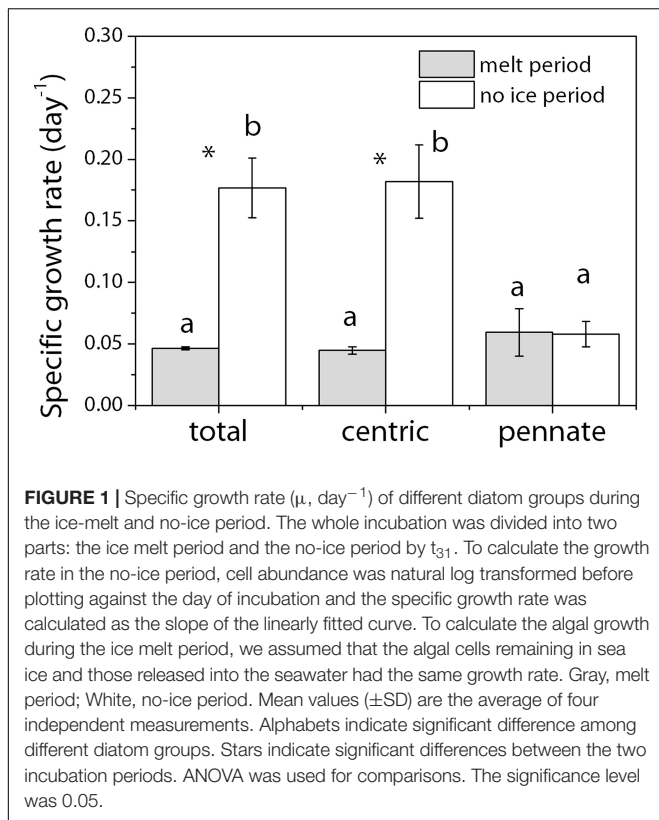 0.30
0.25
0.20
0.15
0.10
0.05
0.00
Specific growth rate (day⁻¹)
melt period
no ice period
* b
* b
a
a
a
a
total centric pennate
FIGURE 1 | Specific growth rate (μ, day⁻¹) of different diatom groups during
the ice-melt and no-ice period. The whole incubation was divided into two
parts: the ice melt period and the no-ice period by t₃₁. To calculate the growth
rate in the no-ice period, cell abundance was natural log transformed before
plotting against the day of incubation and the specific growth rate was
calculated as the slope of the linearly fitted curve. To calculate the algal growth
during the ice melt period, we assumed that the algal cells remaining in sea
ice and those released into the seawater had the same growth rate. Gray, melt
period; White, no-ice period. Mean values (±SD) are the average of four
independent measurements. Alphabets indicate significant difference among
different diatom groups. Stars indicate significant differences between the two
incubation periods. ANOVA was used for comparisons. The significance level
was 0.05.